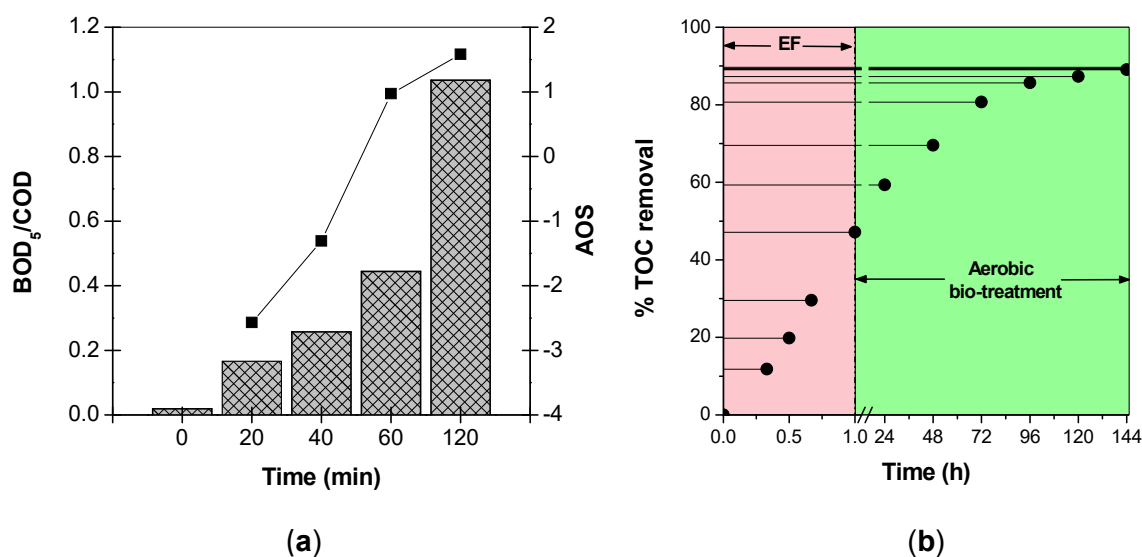 1.2
1.0
0.8
0.6
0.4
0.2
0.0
BOD₅/COD
0 20 40 60 120
Time (min)
2
1
0
-1
-2
-3
-4
AOS
(a)
100
80
60
40
20
0
% TOC removal
EF
Aerobic
bio-treatment
0.0 0.5 1.0 24 48 72 96 120 144
Time (h)
(b)